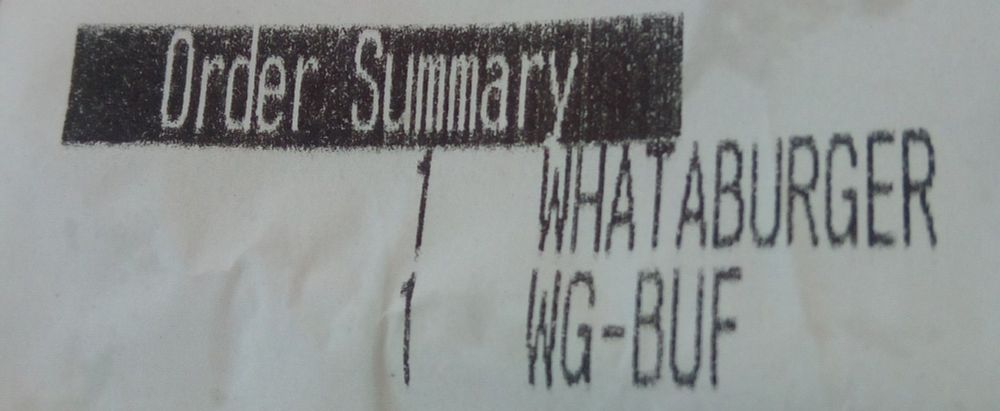 Order Summary
1 WHATABURGER
1 WG-BUF